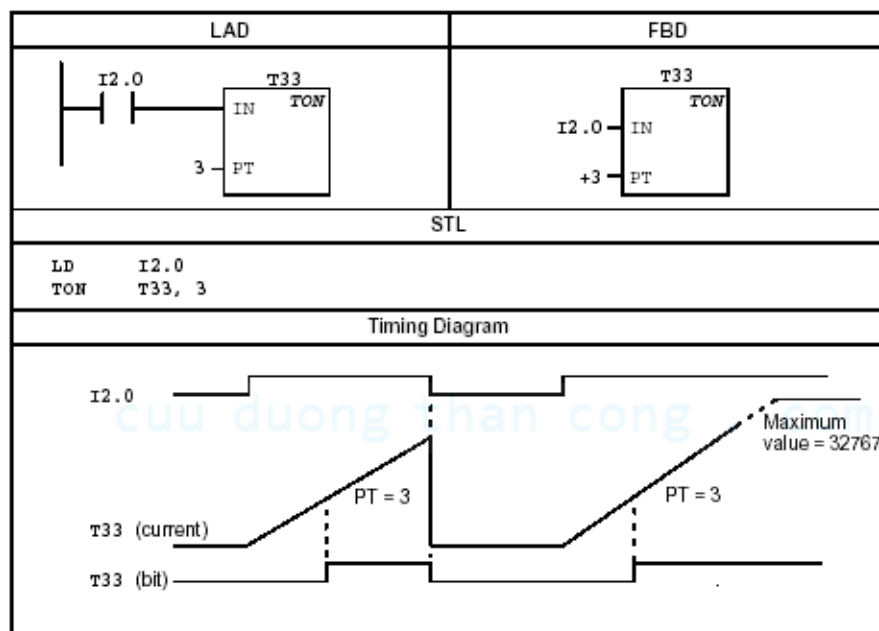 LAD
FBD
I2.0
T33
IN
TON
3
PT
T33
TON
I2.0
IN
+3
PT
STL
LD I2.0
TON T33, 3
Timing Diagram
I2.0
cuu duong than cong . com
Maximum
value = 32767
PT = 3
PT = 3
T33 (current)
T33 (bit)